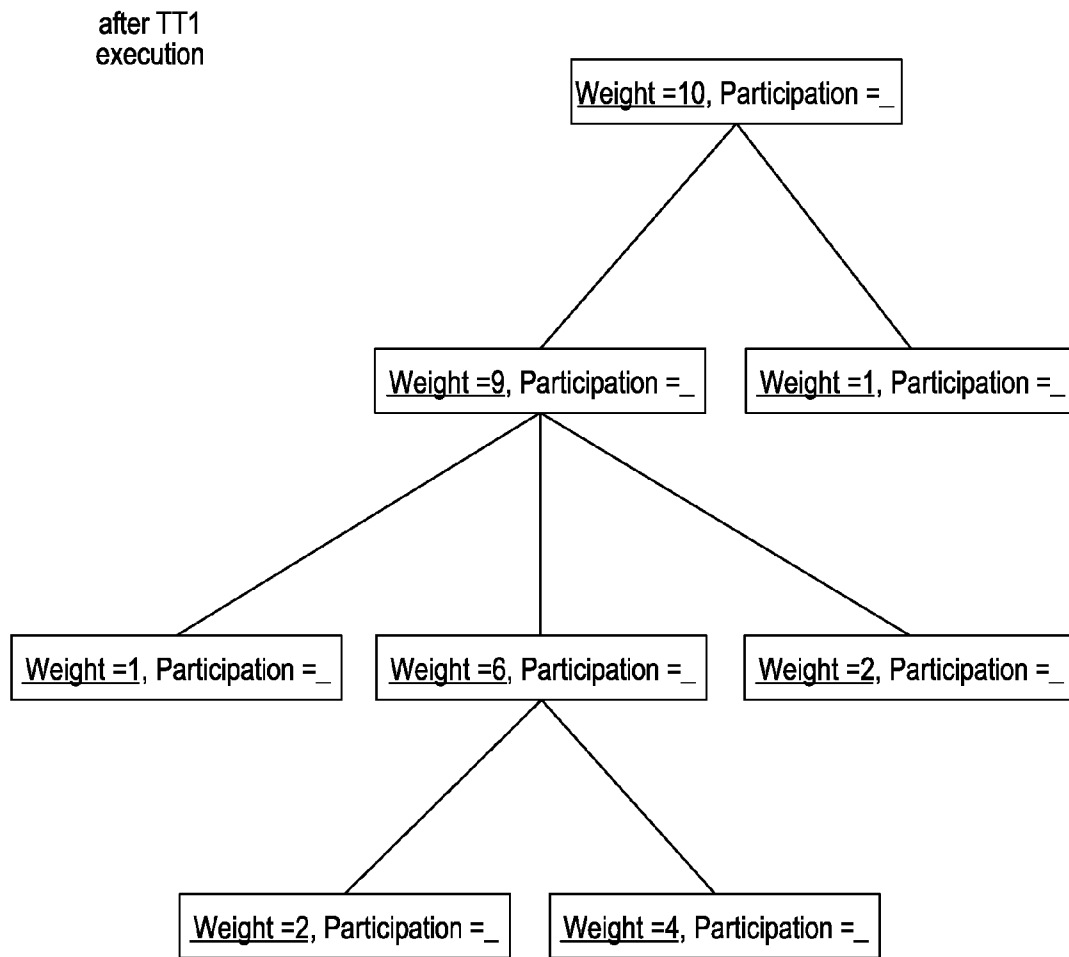 after TT1
execution
Weight =10, Participation =_
Weight =9, Participation =_
Weight =1, Participation =_
Weight =1, Participation =_
Weight =6, Participation =_
Weight =2, Participation =_
Weight =2, Participation =_
Weight =4, Participation =_